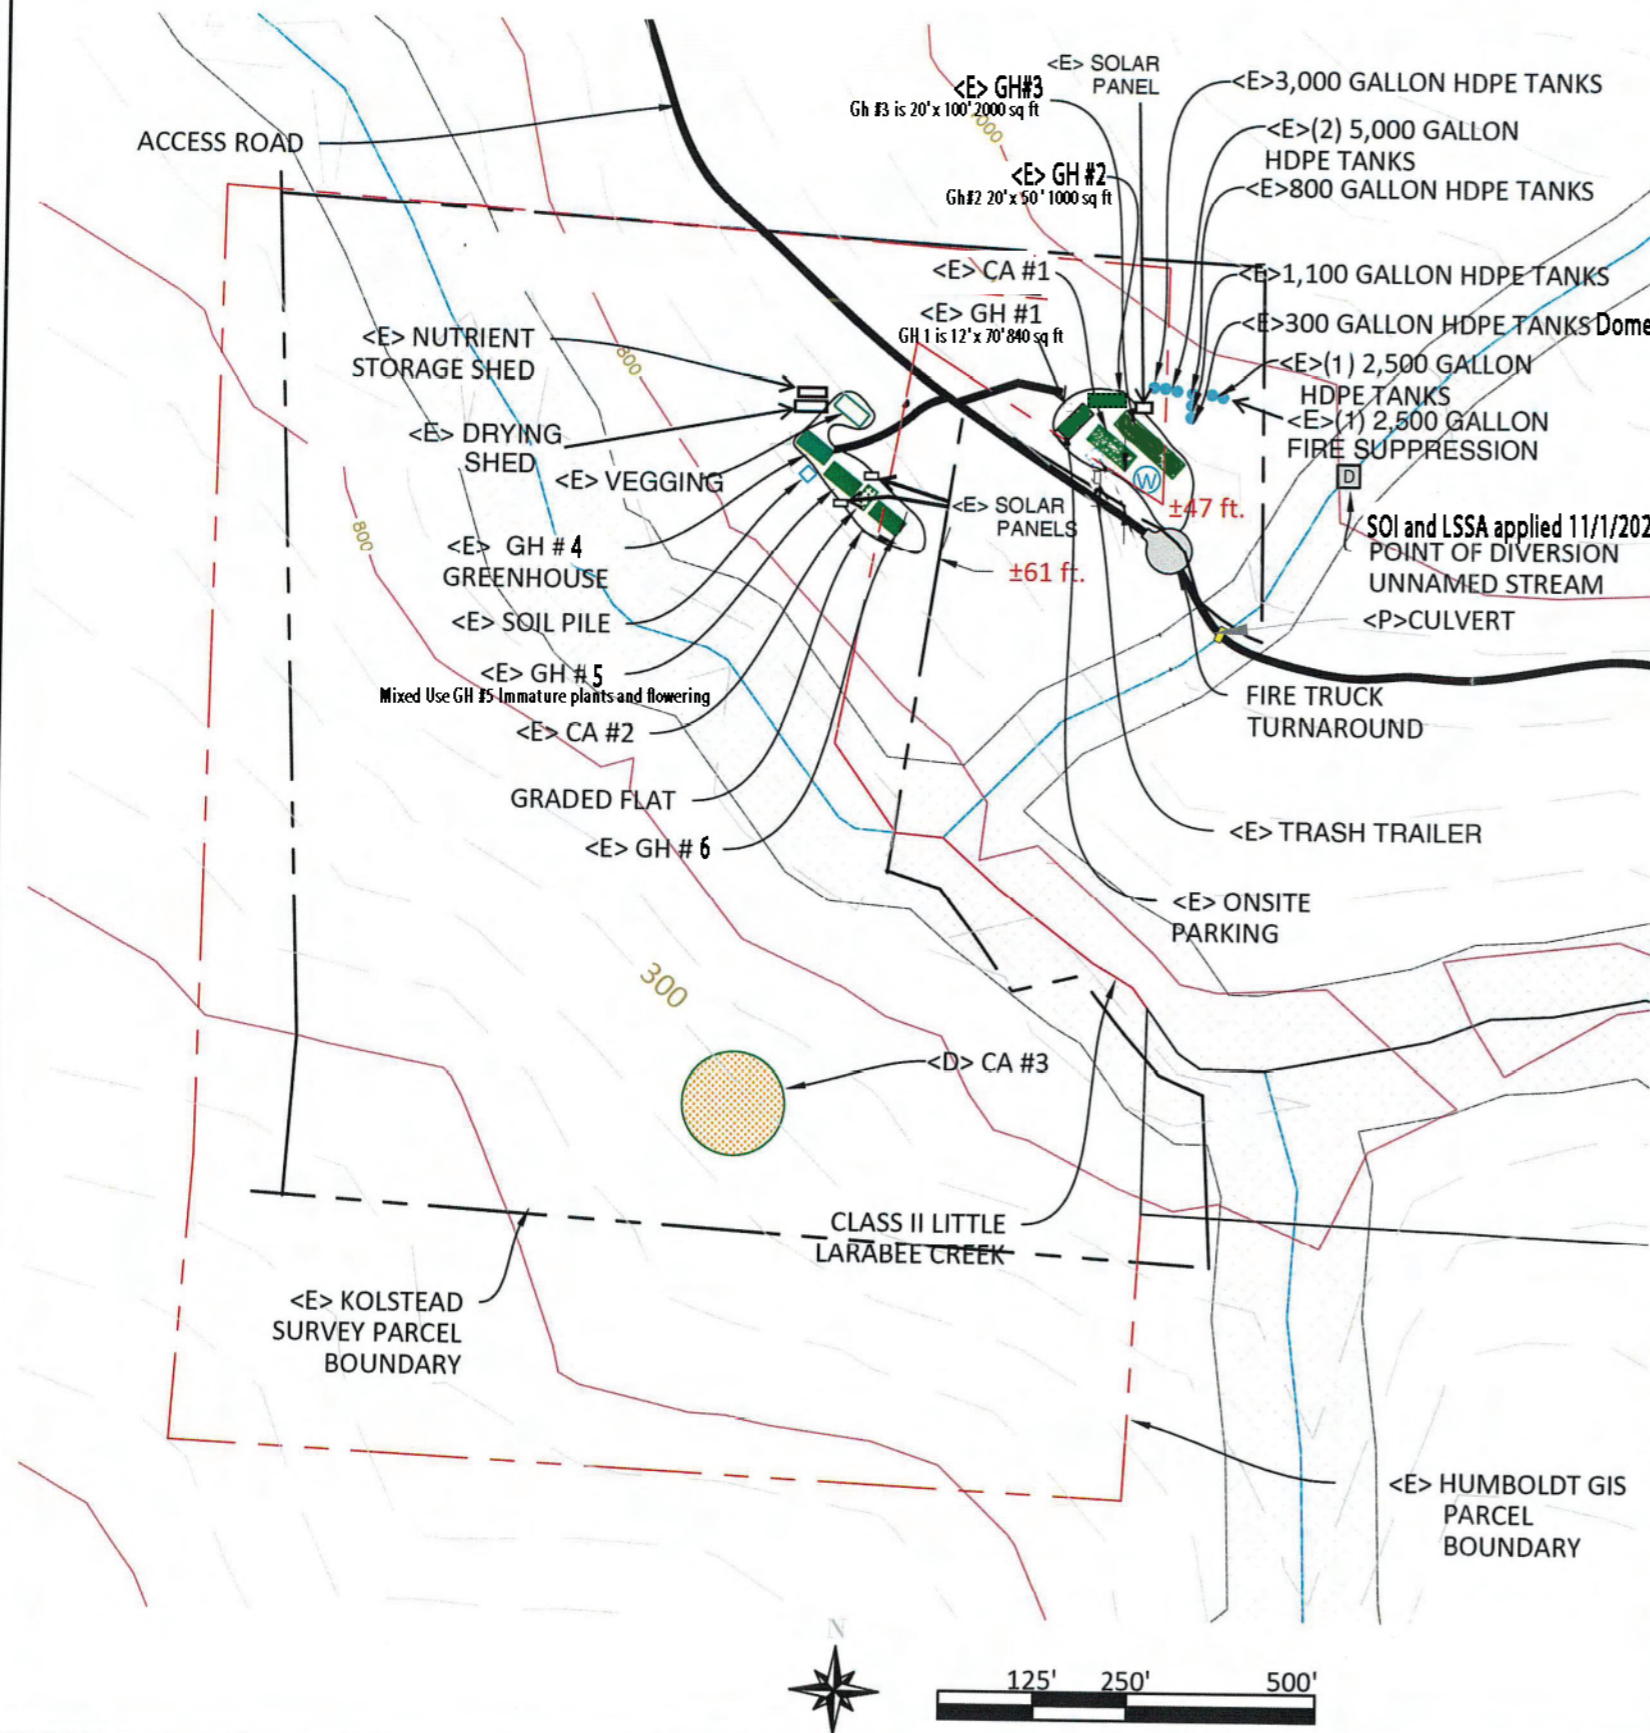 <E> SOLAR
PANEL
<E> GH#3
Gh #3 is 20'x 100' 2000 sq ft
<E>3,000 GALLON HDPE TANKS
<E>(2) 5,000 GALLON
HDPE TANKS
ACCESS ROAD
<E> GH #2
Gh#2 20'x 50' 1000 sq ft
<E>800 GALLON HDPE TANKS
<E> CA #1
<E>1,100 GALLON HDPE TANKS
<E> GH #1
GH 1 is 12'x 70' 840 sq ft
<E>300 GALLON HDPE TANKS Dome
<E> NUTRIENT
STORAGE SHED
800
<E>(1) 2,500 GALLON
HDPE TANKS
<E>(1) 2,500 GALLON
FIRE SUPPRESSION
<E> DRYING
SHED
<E> VEGGING
W
D
<E> SOLAR
PANELS
±47 ft.
800
SOI and LSSA applied 11/1/202
POINT OF DIVERSION
UNNAMED STREAM
<E> GH # 4
GREENHOUSE
±61 ft.
<E> SOIL PILE
<P>CULVERT
<E> GH # 5
Mixed Use GH #5 Immature plants and flowering
FIRE TRUCK
TURNAROUND
<E> CA #2
GRADED FLAT
<E> TRASH TRAILER
<E> GH # 6
<E> ONSITE
PARKING
300
<D> CA #3
CLASS II LITTLE
LARABEE CREEK
<E> KOLSTEAD
SURVEY PARCEL
BOUNDARY
<E> HUMBOLDT GIS
PARCEL
BOUNDARY
N
125' 250' 500'